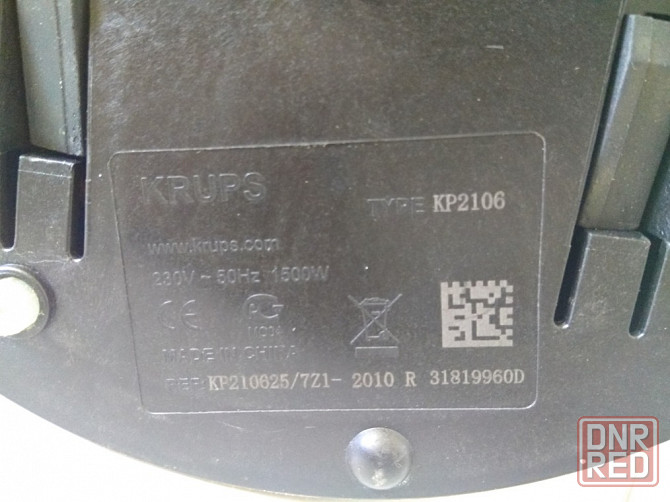 KRUPS
TYPE KP2106
www.krups.com
230V ~ 50Hz 1500W
CE
MADE IN CHINA
REF: KP210625/7Z1- 2010 R 31819960D
DNR
RED